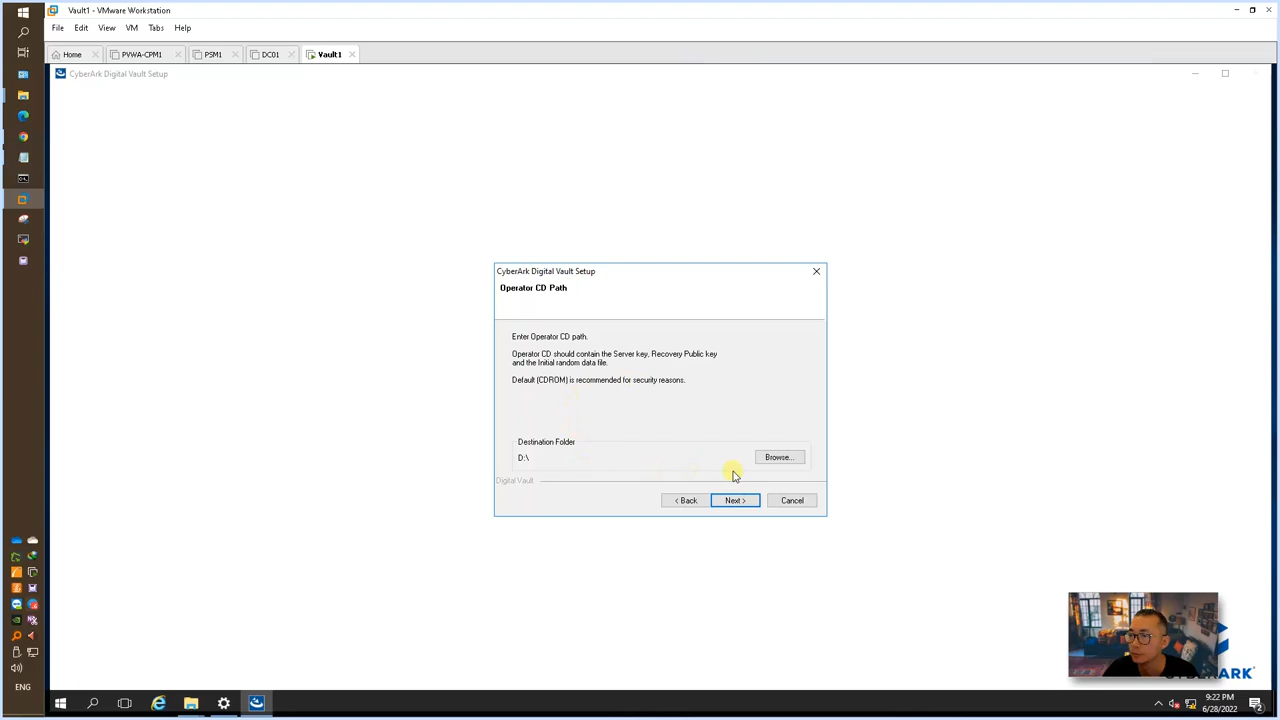 Vault1 - VMware Workstation
File Edit View VM Tabs Help
Home PVWA-CPM1 PSM1 DC01 Vault1
CyberArk Digital Vault Setup
CyberArk Digital Vault Setup
Operator CD Path
Enter Operator CD path.
Operator CD should contain the Server key, Recovery Public key
and the Initial random data file.
Default (CDROM) is recommended for security reasons.
Destination Folder
D:\
Browse...
Digital Vault
< Back Next > Cancel
ENG
9:22 PM
6/28/2022